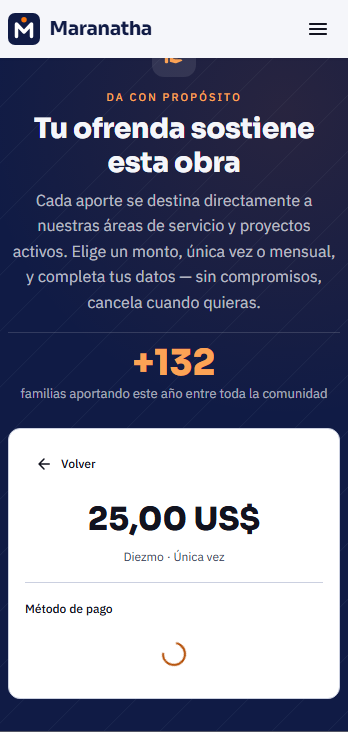 Maranatha
DA CON PROPÓSITO
Tu ofrenda sostiene
esta obra
Cada aporte se destina directamente a
nuestras áreas de servicio y proyectos
activos. Elige un monto, única vez o mensual,
y completa tus datos — sin compromisos,
cancela cuando quieras.
+132
familias aportando este año entre toda la comunidad
Volver
25,00 US$
Diezmo · Única vez
Método de pago